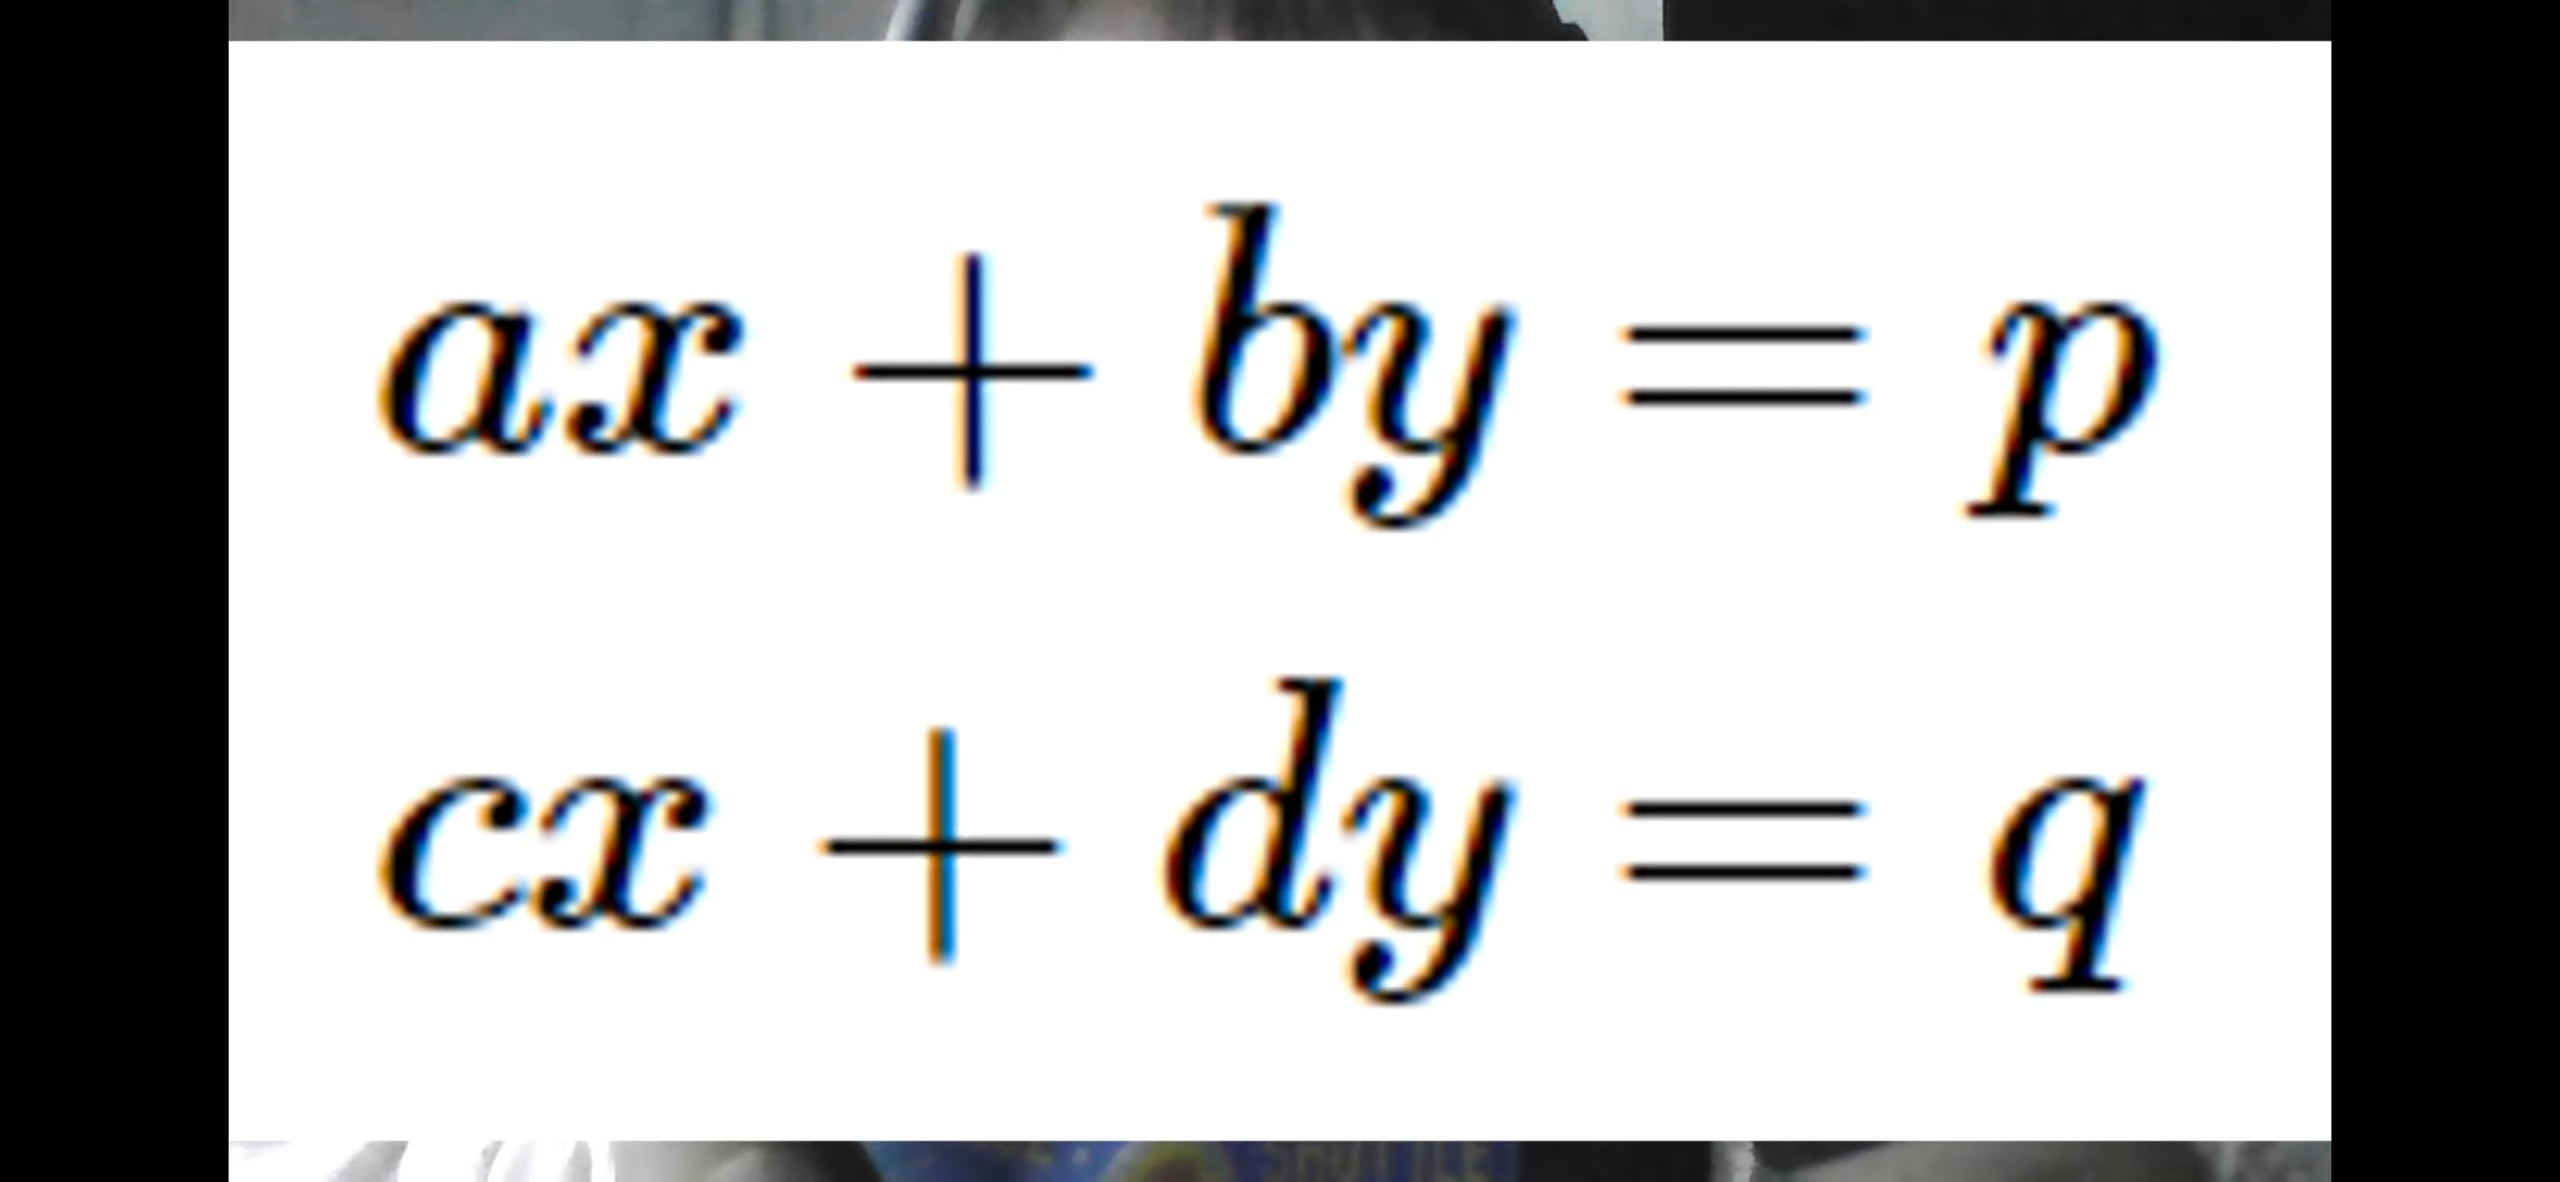 ax + by = p
cx + dy = q